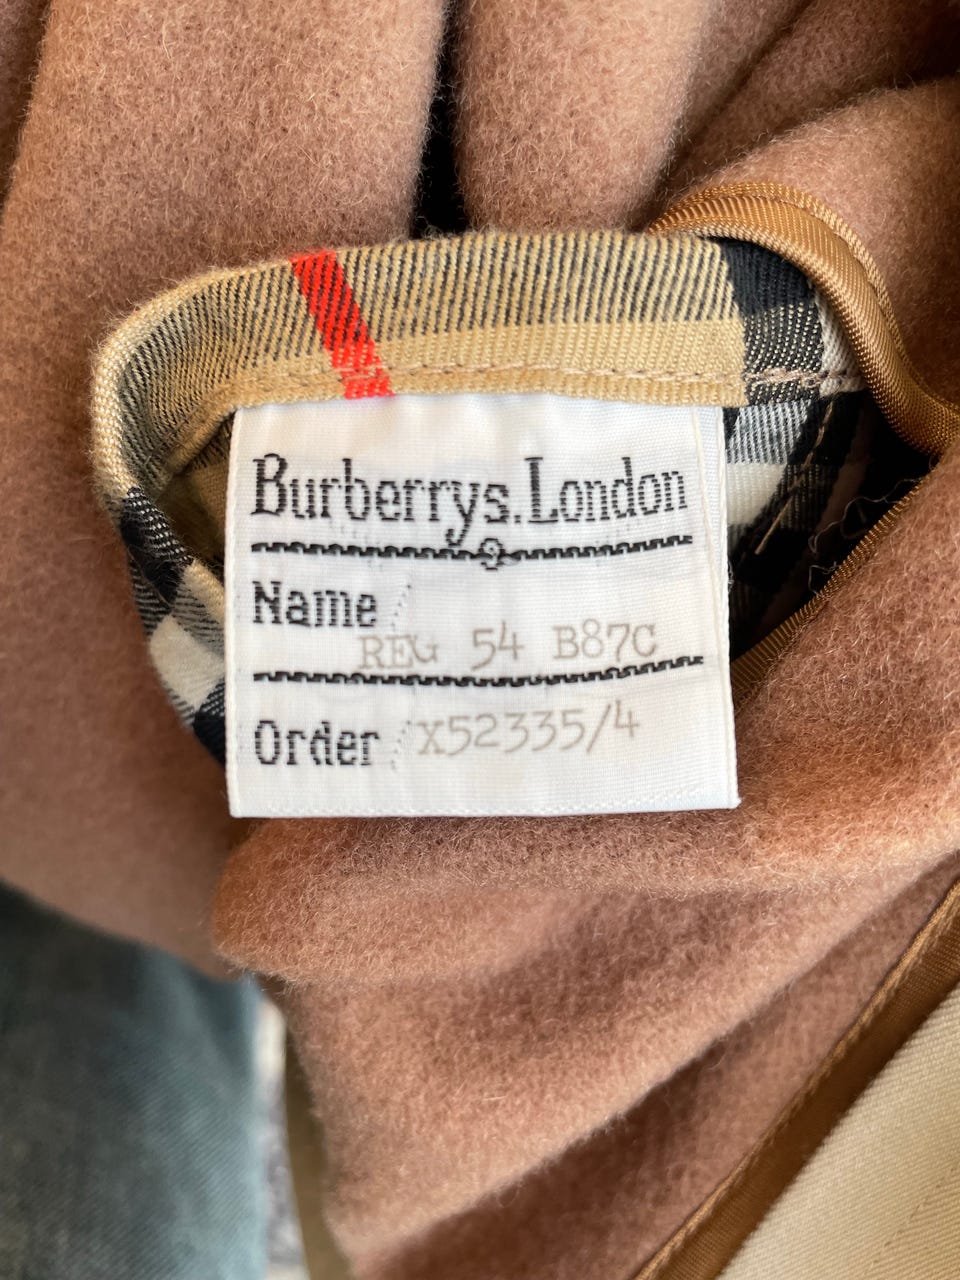 Burberrys. London
Name
REG 54 B87C
Order X52335/4